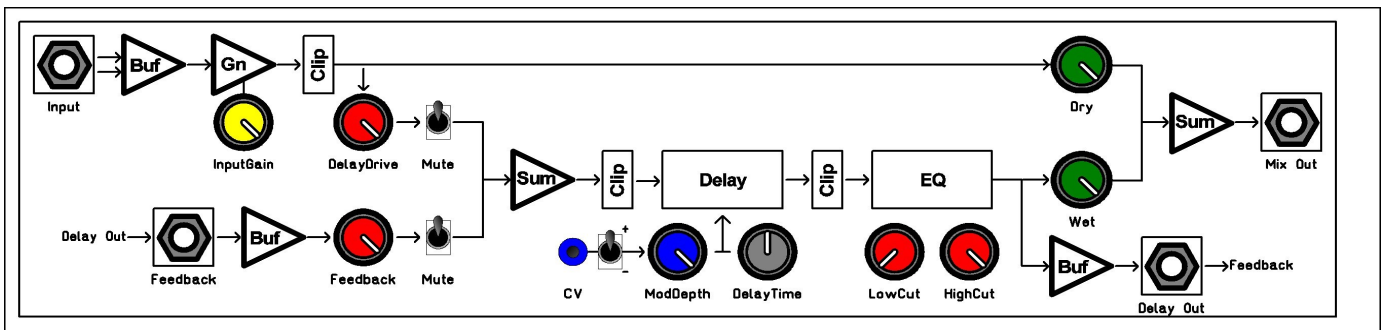 Buf
Gn
Clip
Input
InputGain
DelayDrive
Mute
Dry
Sum
Mix Out
Sum
Clip
Delay
Clip
EQ
Wet
Delay Out
Feedback
Buf
Feedback
Mute
CV
+
-
ModDepth
DelayTime
LowCut
HighCut
Buf
Delay Out
Feedback